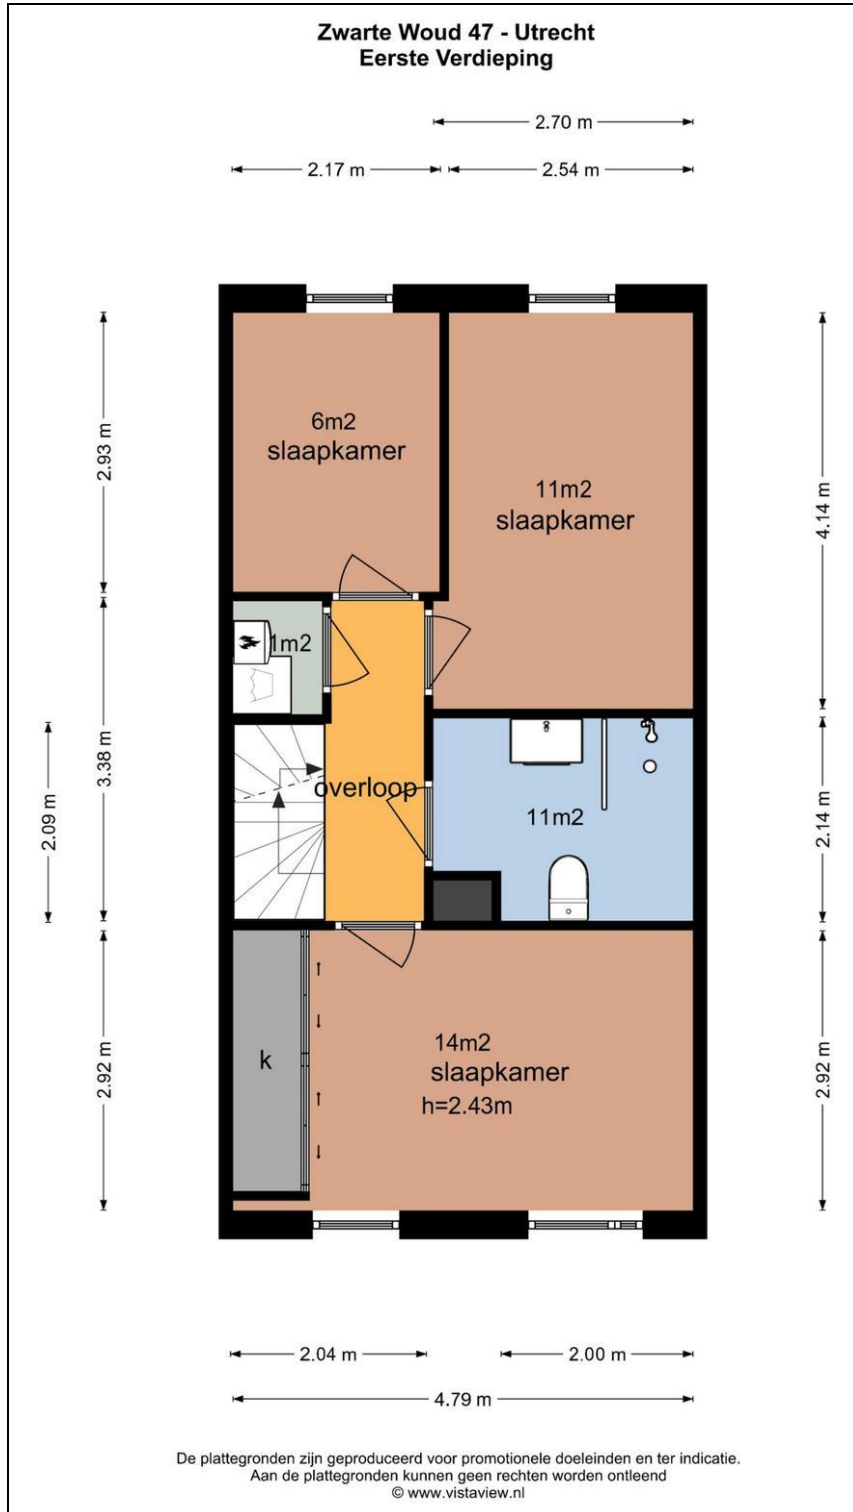 Zwarte Woud 47 - Utrecht
Eerste Verdieping
2.70 m
2.17 m
2.54 m
2.93 m
6m2
slaapkamer
11m2
slaapkamer
4.14 m
1m2
3.38 m
2.09 m
overloop
11m2
2.14 m
2.92 m
k
14m2
slaapkamer
h=2.43m
2.92 m
2.04 m
2.00 m
4.79 m
De plattegronden zijn geproduceerd voor promotionele doeleinden en ter indicatie.
Aan de plattegronden kunnen geen rechten worden ontleend
© www.vistaview.nl